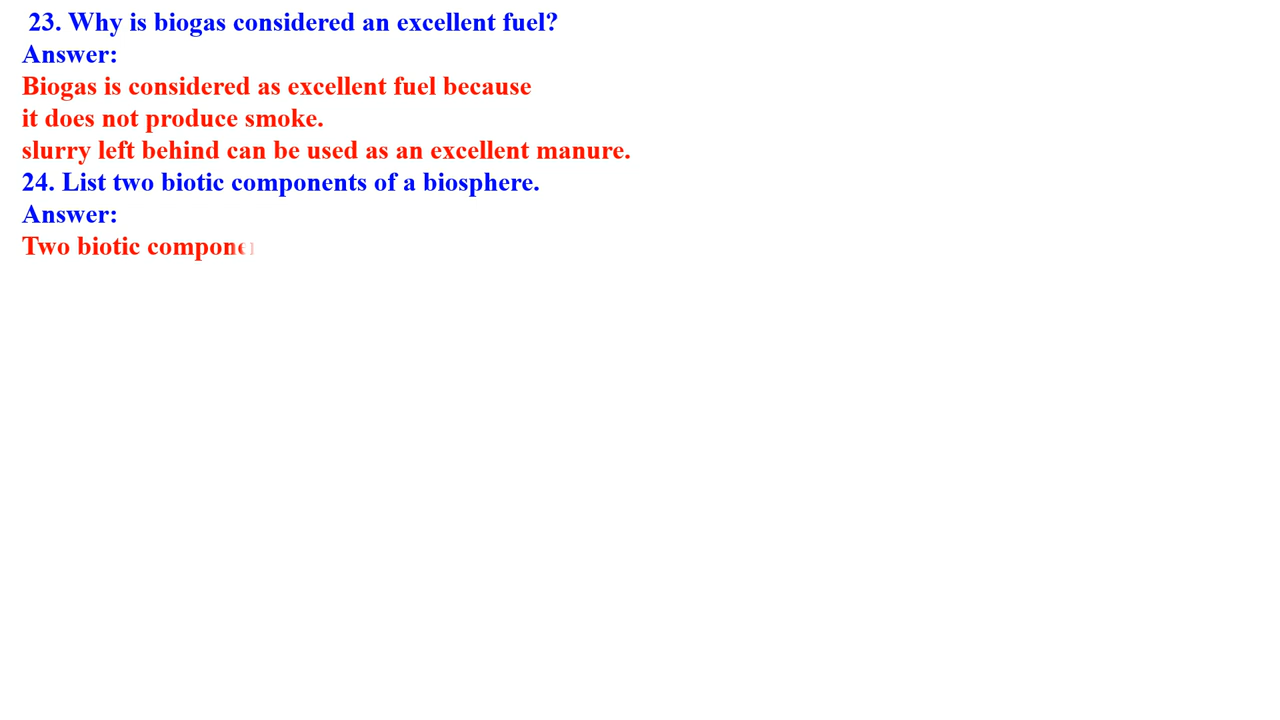 23. Why is biogas considered an excellent fuel?
Answer:
Biogas is considered as excellent fuel because
it does not produce smoke.
slurry left behind can be used as an excellent manure.
24. List two biotic components of a biosphere.
Answer:
Two biotic